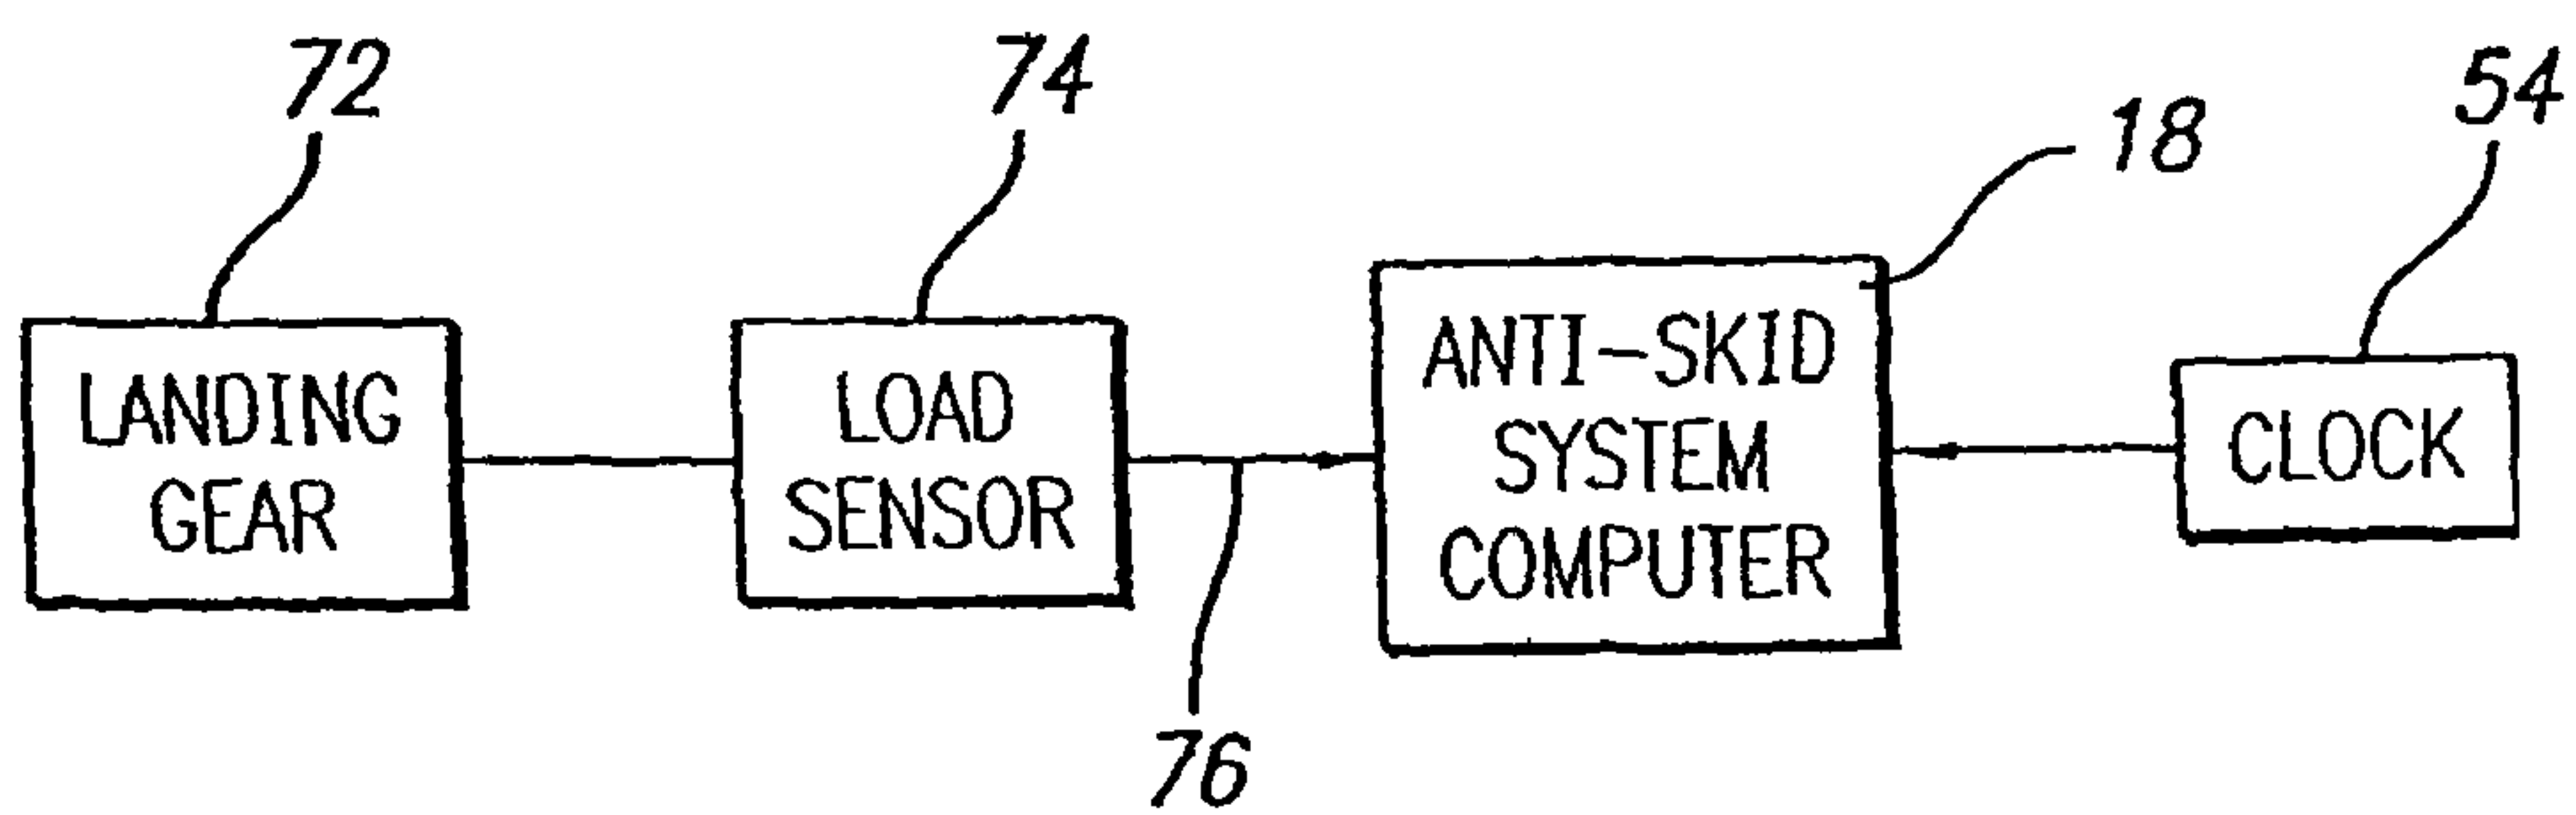 72
74
18
54
LANDING
GEAR
LOAD
SENSOR
ANTI-SKID
SYSTEM
COMPUTER
CLOCK
76